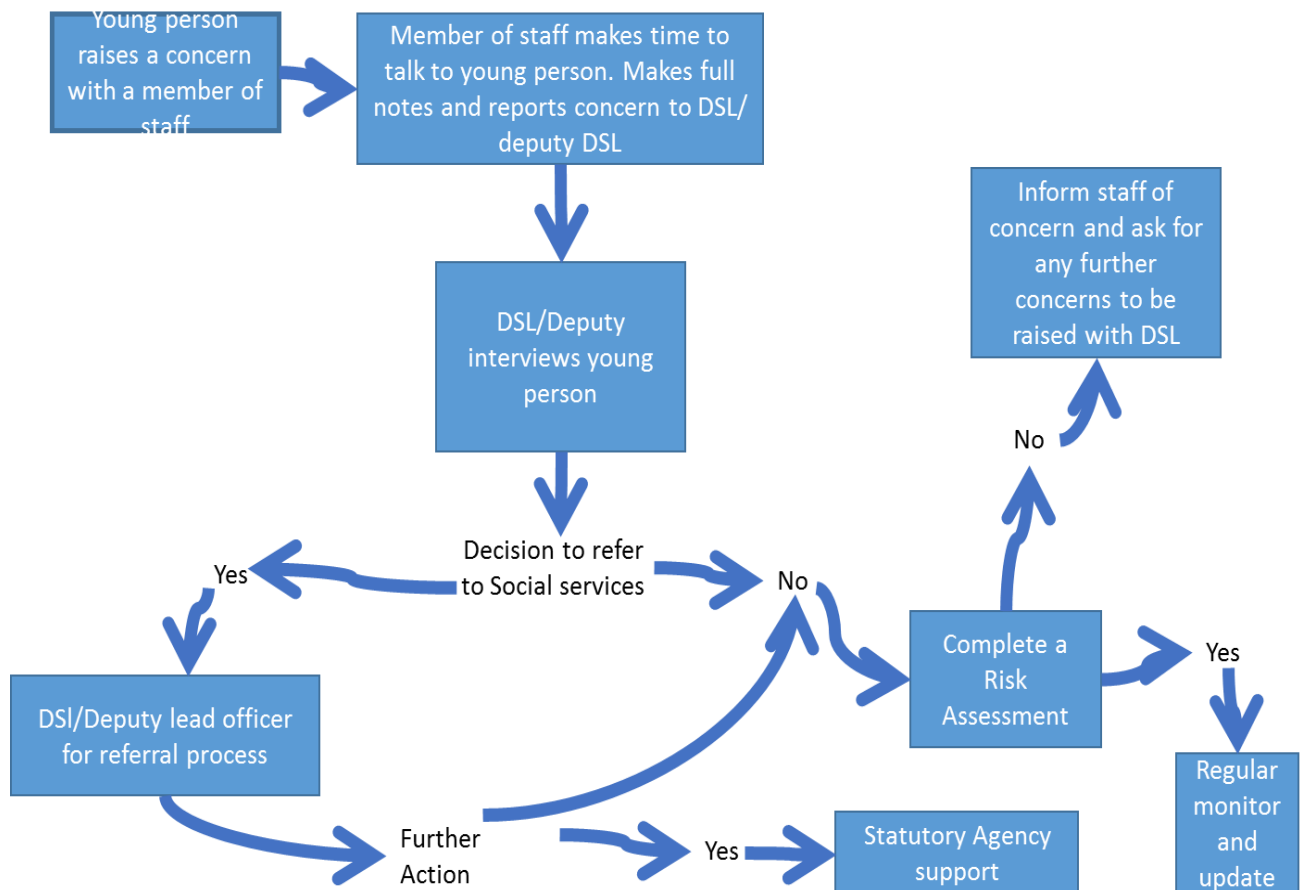 Young person
raises a concern
with a member of
staff
Member of staff makes time to
talk to young person. Makes full
notes and reports concern to DSL/
deputy DSL
Inform staff of
concern and ask for
any further
concerns to be
raised with DSL
DSL/Deputy
interviews young
person
No
Decision to refer
to Social services
Yes
No
Complete a
Risk
Assessment
Yes
DSl/Deputy lead officer
for referral process
Regular
monitor
and
update
Further
Action
Yes
Statutory Agency
support